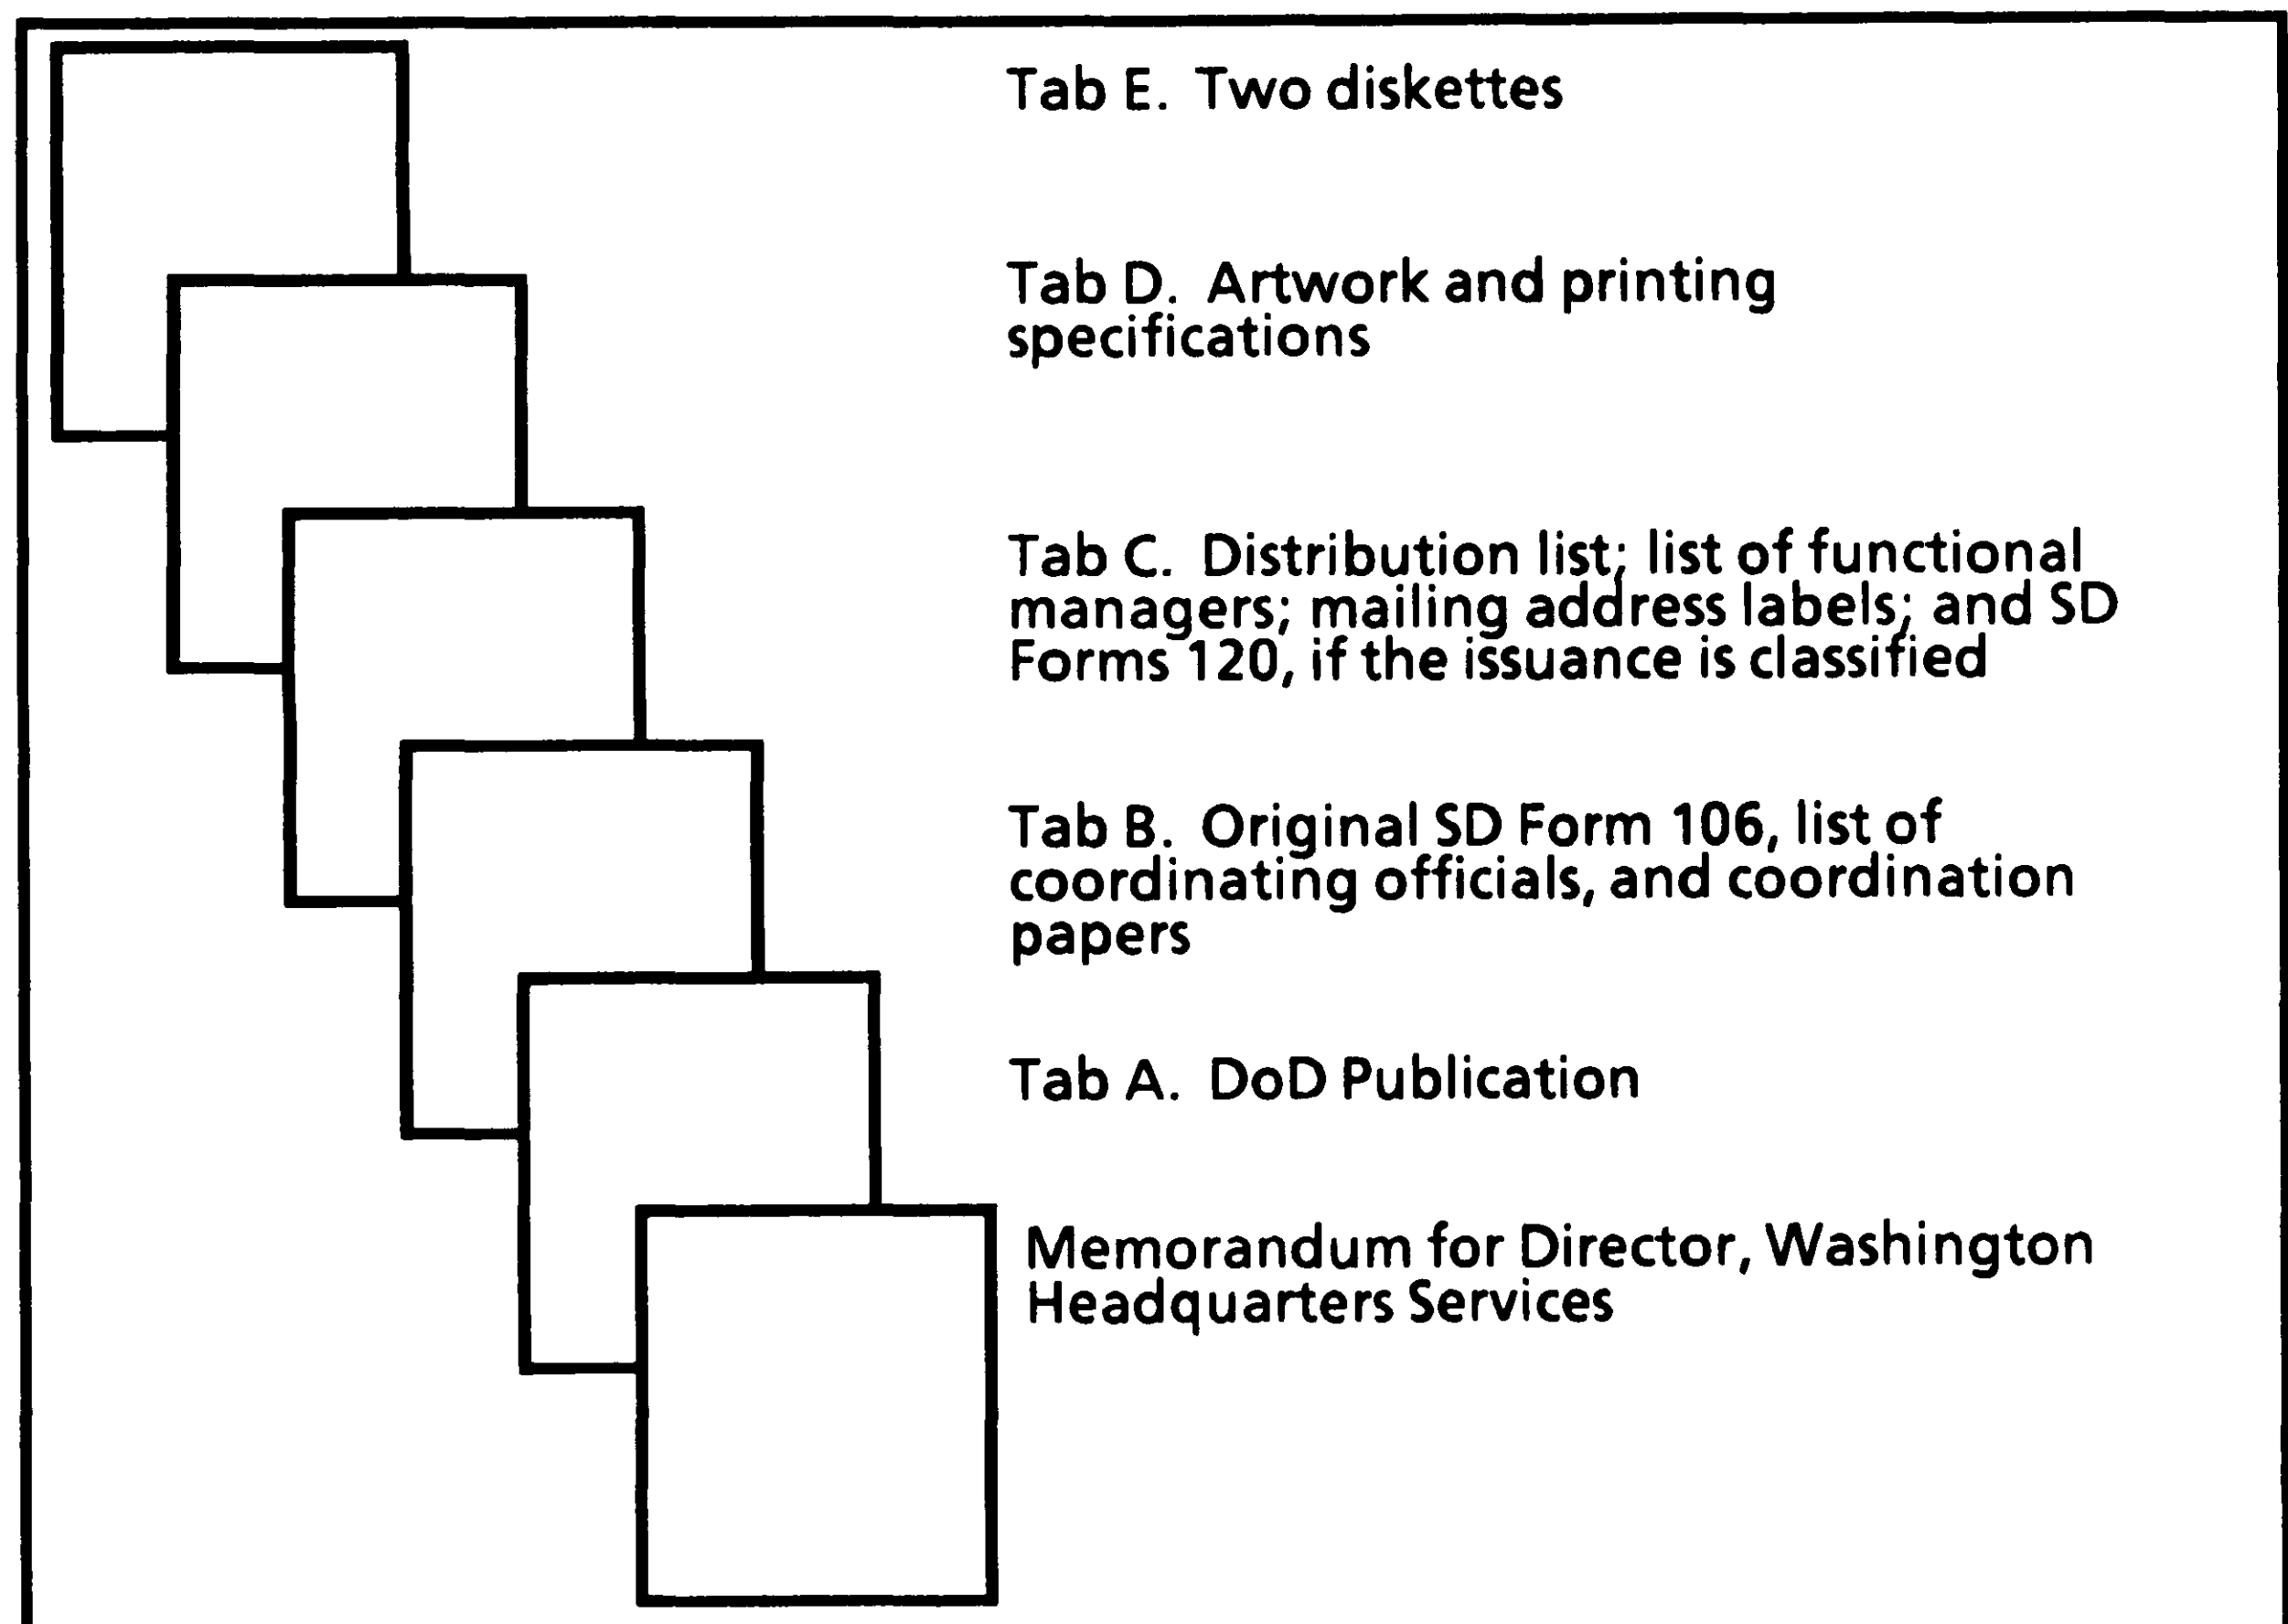 Tab E. Two diskettes
Tab D. Artwork and printing
specifications
Tab C. Distribution list; list of functional
managers; mailing address labels; and SD
Forms 120, if the issuance is classified
Tab B. Original SD Form 106, list of
coordinating officials, and coordination
papers
Tab A. DoD Publication
Memorandum for Director, Washington
Headquarters Services